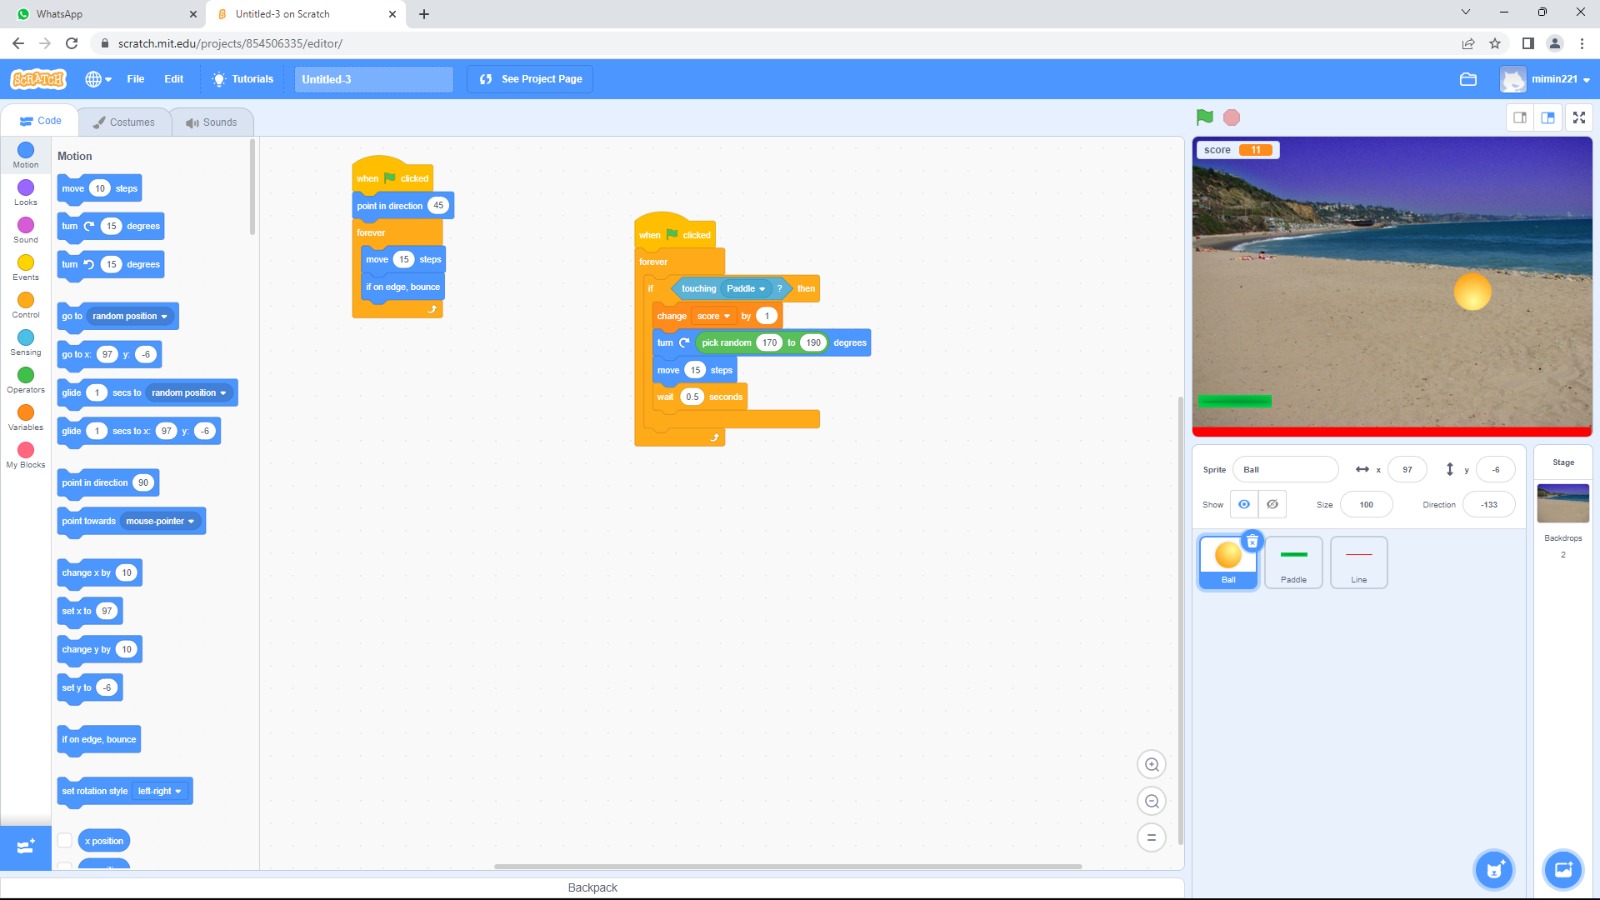 WhatsApp
Untitled-3 on Scratch
scratch.mit.edu/projects/854506335/editor/
SCRATCH
File
Edit
Tutorials
Untitled-3
See Project Page
mimin221
Code
Costumes
Sounds
Motion
Looks
Sound
Events
Control
Sensing
Operators
Variables
My Blocks
Motion
move 10 steps
turn 15 degrees
turn 15 degrees
go to random position
go to x: 97 y: -6
glide 1 secs to random position
glide 1 secs to x: 97 y: -6
point in direction 90
point towards mouse-pointer
change x by 10
set x to 97
change y by 10
set y to -6
if on edge, bounce
set rotation style left-right
x position
when clicked
point in direction 45
forever
move 15 steps
if on edge, bounce
when clicked
forever
if touching Paddle ? then
change score by 1
turn pick random 170 to 190 degrees
move 15 steps
wait 0.5 seconds
Backpack
score 11
Sprite Ball x 97 y -6
Show Size 100 Direction -133
Ball
Paddle
Line
Stage
Backdrops
2